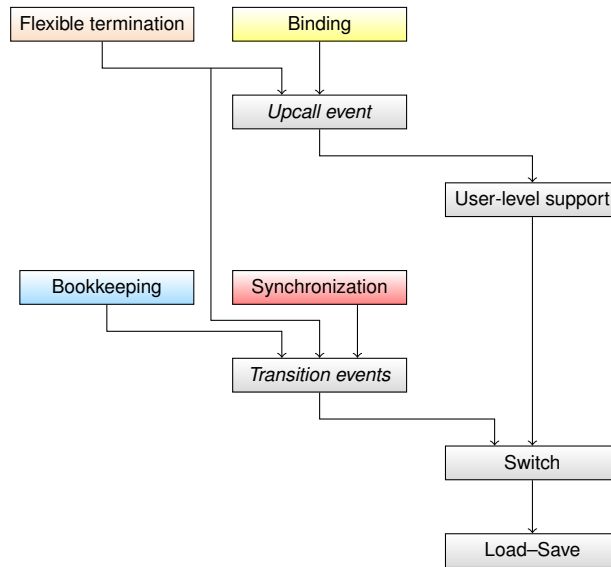 Flexible termination
Binding
Upcall event
User-level support
Bookkeeping
Synchronization
Transition events
Switch
Load–Save